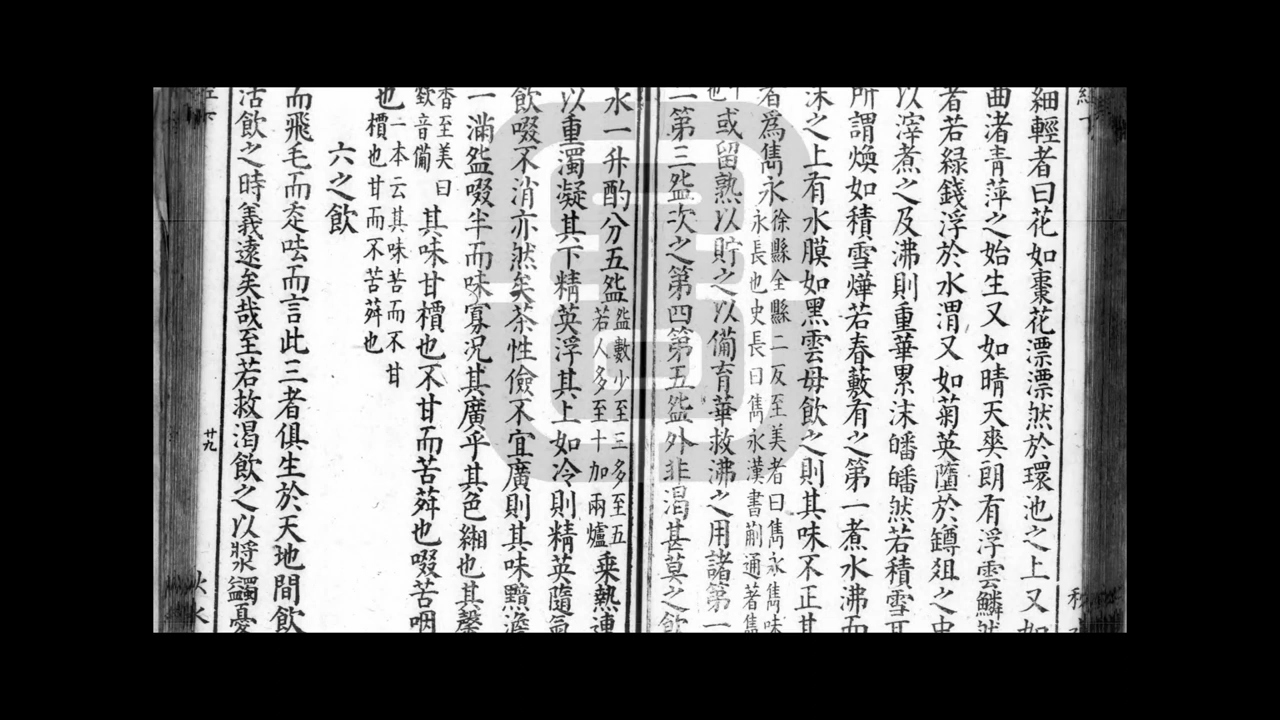 細輕者曰花如棗花漂漂然於環池之上又如
曲渚青萍之始生又如晴天爽朗有浮雲鱗然
者若綠錢浮於水渭又如菊英墮於鐏俎之中
以滓煮之及沸則重華累沫皤皤然若積雪耳
所謂煥如積雪燁若春藪有之第一煮水沸而
沫之上有水膜如黑雲母飲之則其味不正其
者為雋永
徐縣全縣二反至美者曰雋永雋味
永長也史長曰雋永漢書蒯通著雋
或留熟以貯之以備育華救沸之用諸第一
第三盌次之第四第五盌外非渴甚莫之飲
水一升酌分五盌
盌數少至三多至五
若人多至十加兩爐
乗熱連
以重濁凝其下精英浮其上如冷則精英隨氣
飲啜不消亦然矣茶性儉不宜廣則其味黯澹
一滿盌啜半而味寡況其廣乎其色緗也其馨
香至美曰
𣣋音備
其味甘檟也不甘而苦荈也啜苦咽
也
一本云其味苦而不甘
檟也甘而不苦荈也
六之飲
而飛毛而走呿而言此三者俱生於天地間飲
活飲之時義遠矣哉至若救渴飲之以漿蠲憂
廿九
火水